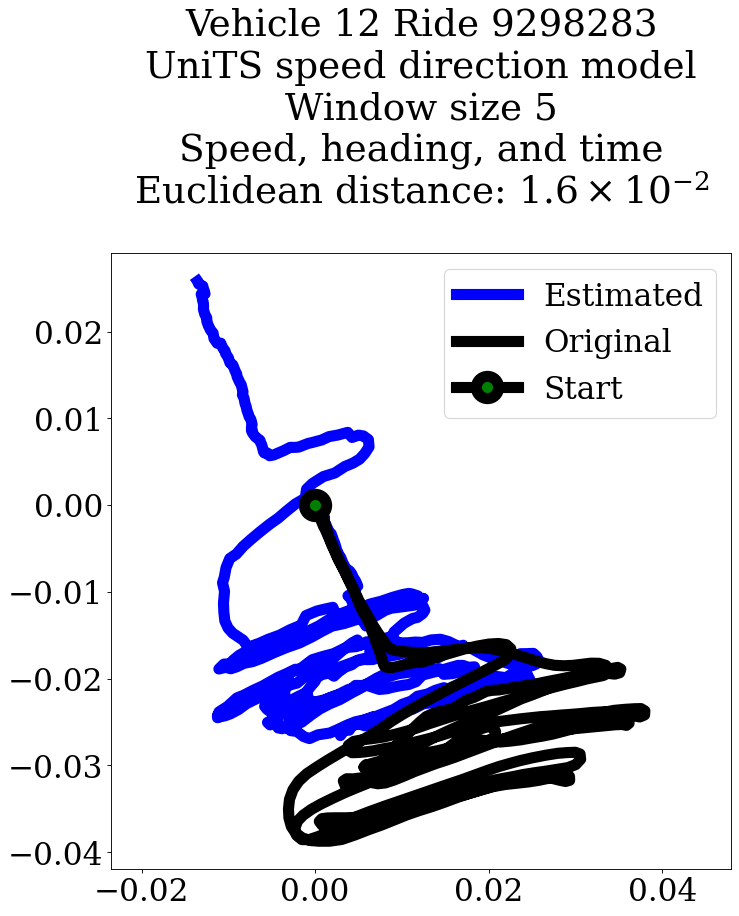 Vehicle 12 Ride 9298283
UniTS speed direction model
Window size 5
Speed, heading, and time
Euclidean distance: 1.6 × 10⁻²
Estimated
Original
Start
0.02
0.01
0.00
−0.01
−0.02
−0.03
−0.04
−0.02 0.00 0.02 0.04